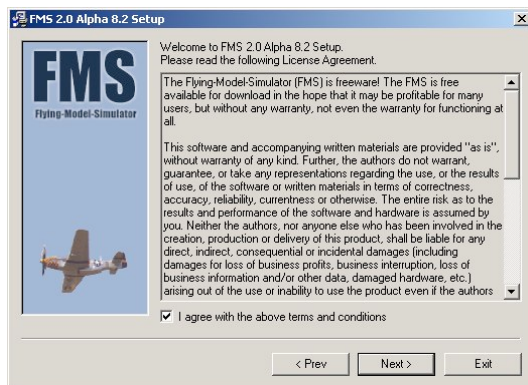 FMS 2.0 Alpha 8.2 Setup
FMS
Flying-Model-Simulator
Welcome to FMS 2.0 Alpha 8.2 Setup.
Please read the following License Agreement.
The Flying-Model-Simulator (FMS) is freeware! The FMS is free
available for download in the hope that it may be profitable for many
users, but without any warranty, not even the warranty for functioning at
all.
This software and accompanying written materials are provided "as is",
without warranty of any kind. Further, the authors do not warrant,
guarantee, or take any representations regarding the use, or the results
of use, of the software or written materials in terms of correctness,
accuracy, reliability, currentness or otherwise. The entire risk as to the
results and performance of the software and hardware is assumed by
you. Neither the authors, nor anyone else who has been involved in the
creation, production or delivery of this product, shall be liable for any
direct, indirect, consequential or incidental damages (including
damages for loss of business profits, business interruption, loss of
business information and/or other data, damaged hardware, etc.)
arising out of the use or inability to use the product even if the authors
I agree with the above terms and conditions
< Prev
Next >
Exit